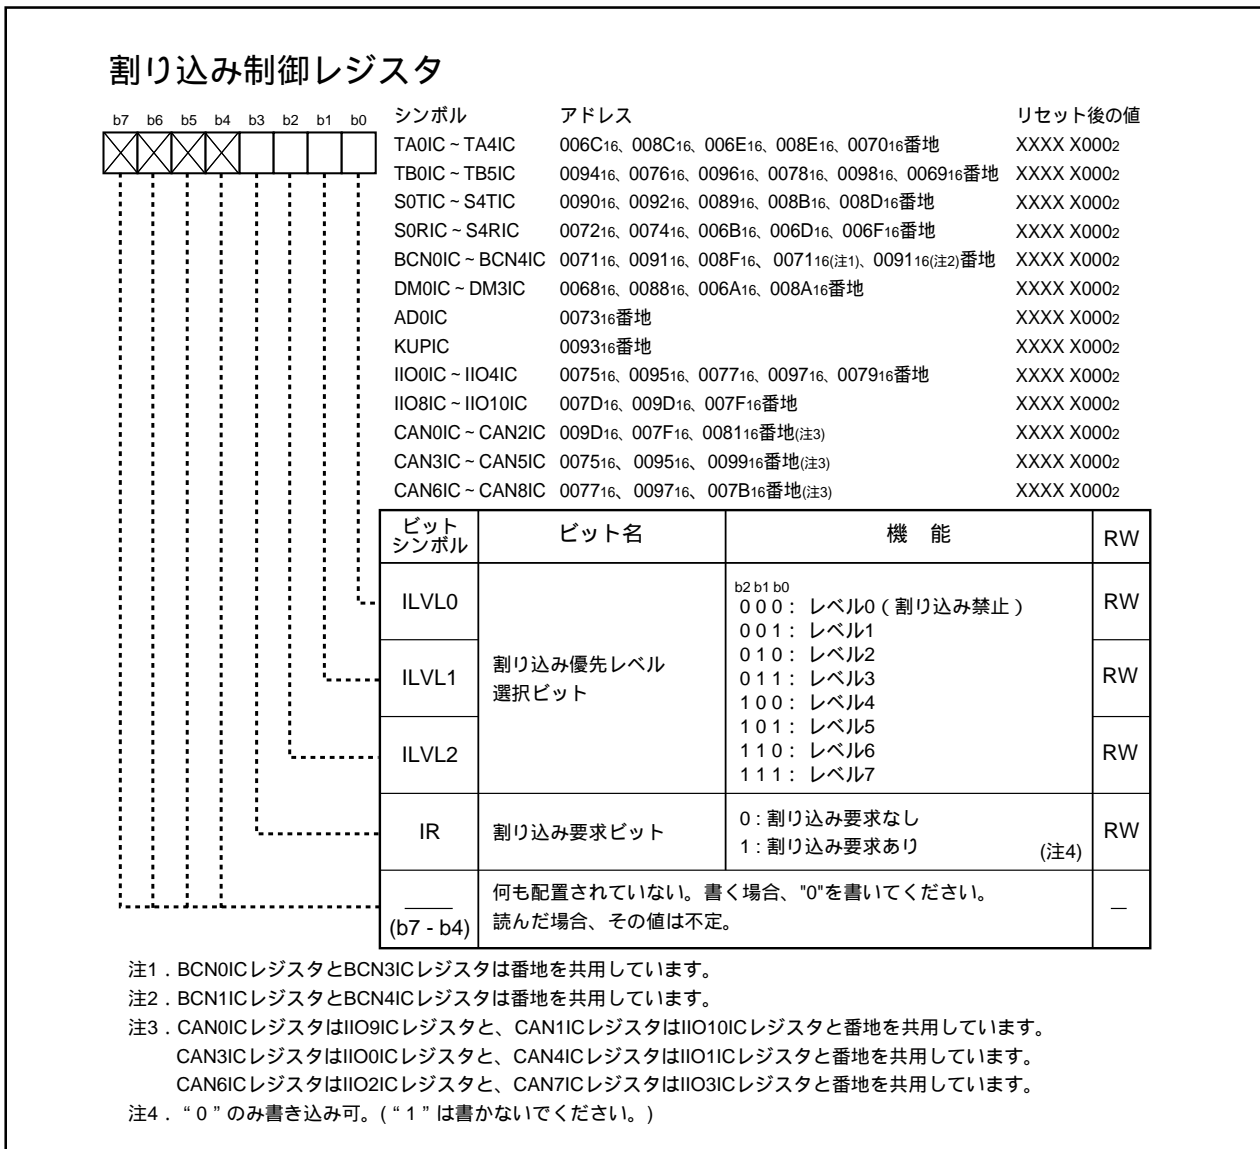 割り込み制御レジスタ
b7 b6 b5 b4 b3 b2 b1 b0
シンボル アドレス リセット後の値
TA0IC ~ TA4IC 006C16、008C16、006E16、008E16、007016番地 XXXX X0002
TB0IC ~ TB5IC 009416、007616、009616、007816、009816、006916番地 XXXX X0002
S0TIC ~ S4TIC 009016、009216、008916、008B16、008D16番地 XXXX X0002
S0RIC ~ S4RIC 007216、007416、006B16、006D16、006F16番地 XXXX X0002
BCN0IC ~ BCN4IC 007116、009116、008F16、007116(注1)、009116(注2)番地 XXXX X0002
DM0IC ~ DM3IC 006816、008816、006A16、008A16番地 XXXX X0002
AD0IC 007316番地 XXXX X0002
KUPIC 009316番地 XXXX X0002
IIO0IC ~ IIO4IC 007516、009516、007716、009716、007916番地 XXXX X0002
IIO8IC ~ IIO10IC 007D16、009D16、007F16番地 XXXX X0002
CAN0IC ~ CAN2IC 009D16、007F16、008116番地(注3) XXXX X0002
CAN3IC ~ CAN5IC 007516、009516、009916番地(注3) XXXX X0002
CAN6IC ~ CAN8IC 007716、009716、007B16番地(注3) XXXX X0002
ビット
シンボル ビット名 機 能 RW
b2 b1 b0
ILVL0 0 0 0 : レベル0 ( 割り込み禁止 ) RW
0 0 1 : レベル1
0 1 0 : レベル2
ILVL1 割り込み優先レベル 0 1 1 : レベル3 RW
選択ビット 1 0 0 : レベル4
1 0 1 : レベル5
ILVL2 1 1 0 : レベル6 RW
1 1 1 : レベル7
IR 割り込み要求ビット 0 : 割り込み要求なし RW
1 : 割り込み要求あり (注4)
何も配置されていない。書く場合、"0"を書いてください。 —
(b7 - b4) 読んだ場合、その値は不定。
注1 . BCN0ICレジスタとBCN3ICレジスタは番地を共用しています。
注2 . BCN1ICレジスタとBCN4ICレジスタは番地を共用しています。
注3 . CAN0ICレジスタはIIO9ICレジスタと、CAN1ICレジスタはIIO10ICレジスタと番地を共用しています。
CAN3ICレジスタはIIO0ICレジスタと、CAN4ICレジスタはIIO1ICレジスタと番地を共用しています。
CAN6ICレジスタはIIO2ICレジスタと、CAN7ICレジスタはIIO3ICレジスタと番地を共用しています。
注4 . “ 0 ” のみ書き込み可。( “ 1 ” は書かないでください。)